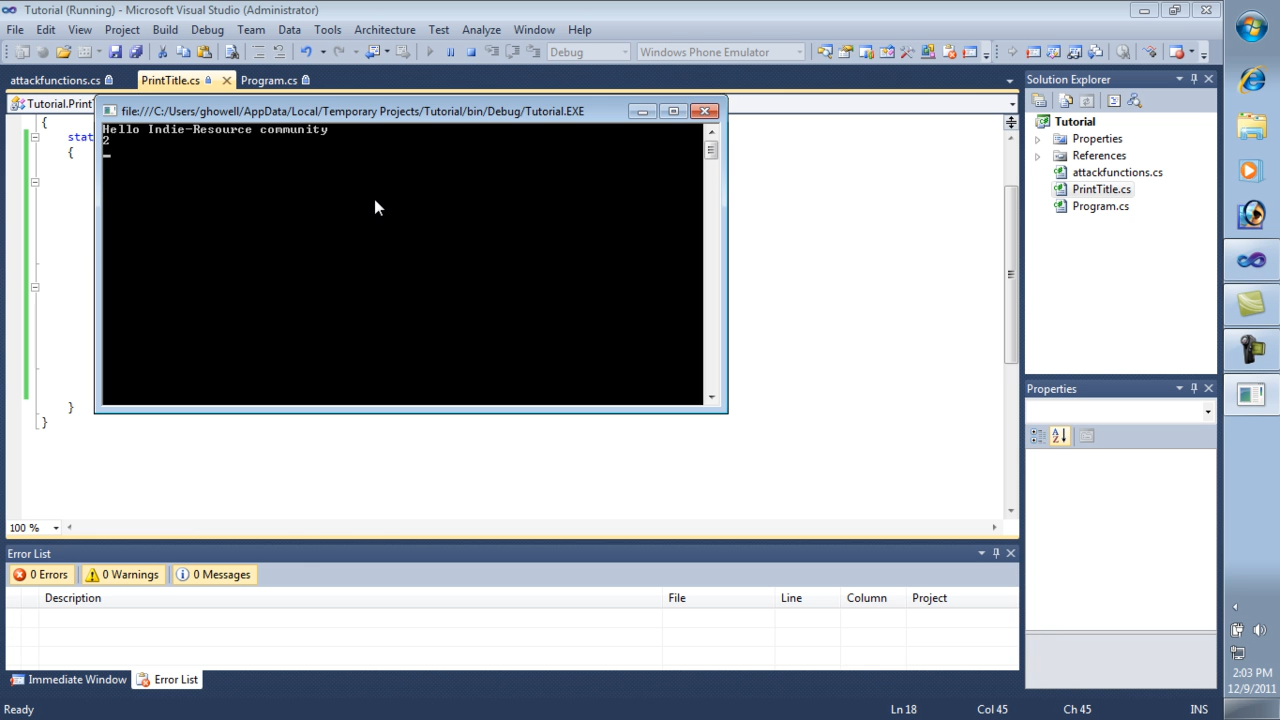 Tutorial (Running) - Microsoft Visual Studio (Administrator)
File Edit View Project Build Debug Team Data Tools Architecture Test Analyze Window Help
Debug Windows Phone Emulator
attackfunctions.cs PrintTitle.cs Program.cs
Tutorial.Print
file:///C:/Users/ghowell/AppData/Local/Temporary Projects/Tutorial/bin/Debug/Tutorial.EXE
Hello Indie-Resource community
2
{
stat
{
}
}
100 %
Solution Explorer
Tutorial
Properties
References
attackfunctions.cs
PrintTitle.cs
Program.cs
Properties
Error List
0 Errors 0 Warnings 0 Messages
Description File Line Column Project
Immediate Window Error List
Ready Ln 18 Col 45 Ch 45 INS
2:03 PM
12/9/2011